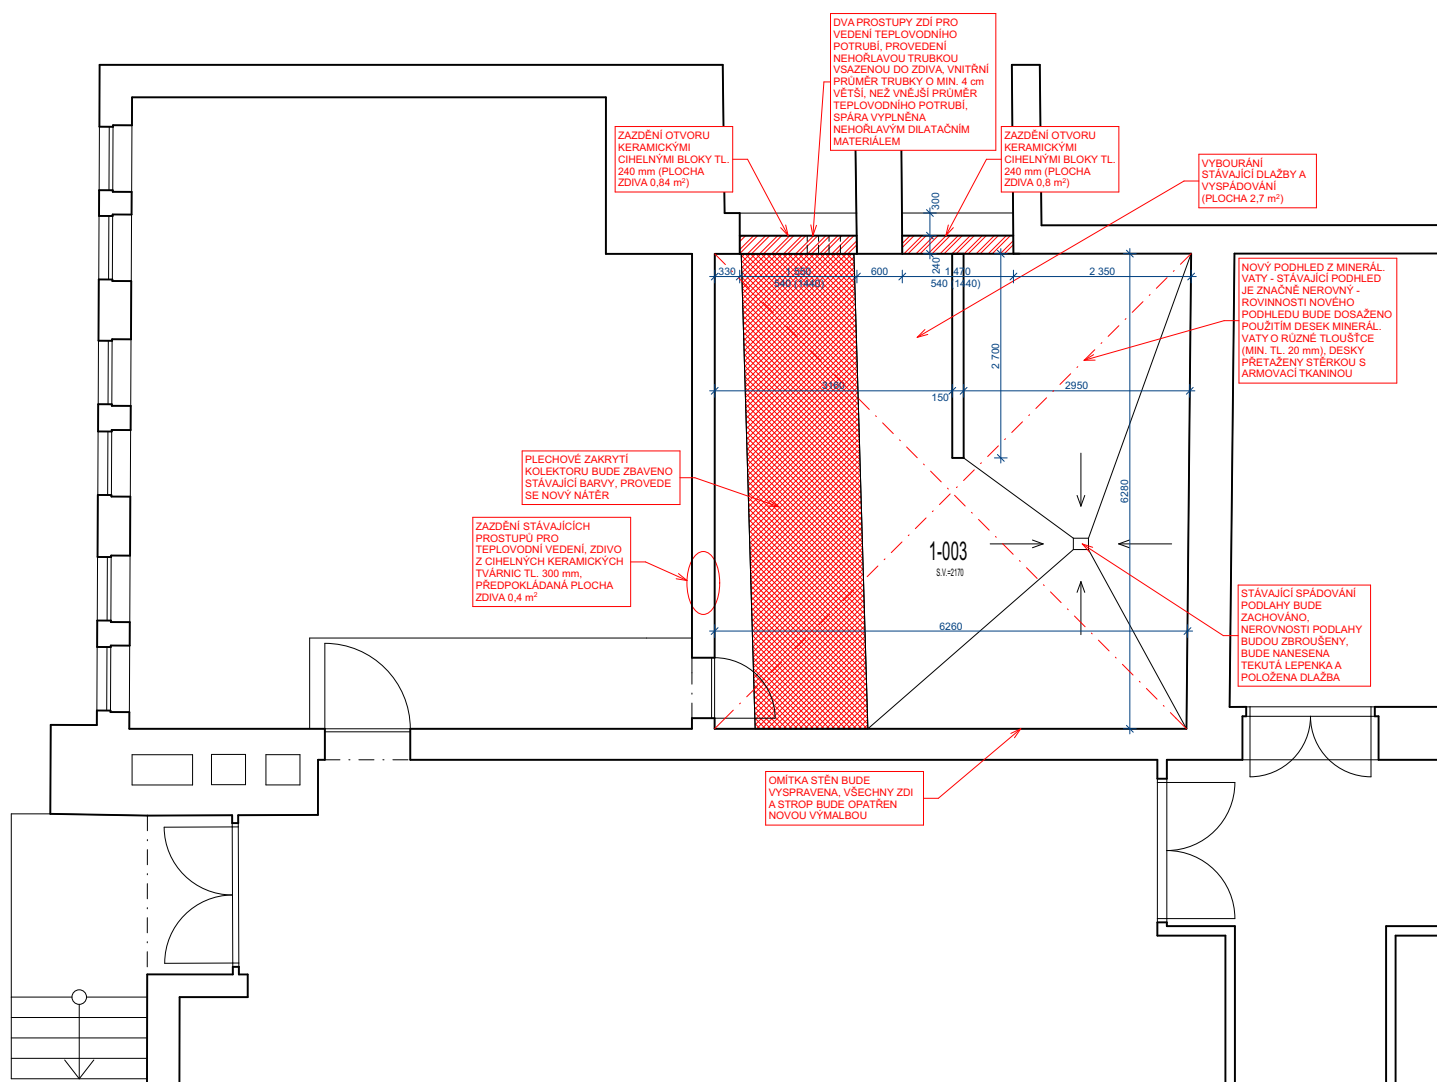 DVA PROSTUPY ZDÍ PRO
VEDENÍ TEPLOVODNÍHO
POTRUBÍ, PROVEDENÍ
NEHOŘLAVOU TRUBKOU
VSAZENOU DO ZDIVA, VNITŘNÍ
PRŮMĚR TRUBKY O MIN. 4 cm
VĚTŠÍ, NEŽ VNĚJŠÍ PRŮMĚR
TEPLOVODNÍHO POTRUBÍ,
SPÁRA VYPLNĚNA
NEHOŘLAVÝM DILATAČNÍM
MATERIÁLEM
ZAZDĚNÍ OTVORU
KERAMICKÝMI
CIHELNÝMI BLOKY TL.
240 mm (PLOCHA
ZDIVA 0,84 m²)
ZAZDĚNÍ OTVORU
KERAMICKÝMI
CIHELNÝMI BLOKY TL.
240 mm (PLOCHA
ZDIVA 0,8 m²)
VYBOURÁNÍ
STÁVAJÍCÍ DLAŽBY A
VYSPÁDOVÁNÍ
(PLOCHA 2,7 m²)
300
240
330
540 (1440)
600
1 470
540 (1440)
2 350
NOVÝ PODHLED Z MINERÁL.
VATY - STÁVAJÍCÍ PODHLED
JE ZNAČNĚ NEROVNÝ -
ROVINNOSTI NOVÉHO
PODHLEDU BUDE DOSAŽENO
POUŽITÍM DESEK MINERÁL.
VATY O RŮZNÉ TLOUŠŤCE
(MIN. TL. 20 mm), DESKY
PŘETAŽENY STĚRKOU S
ARMOVACÍ TKANINOU
2 700
150
2950
PLECHOVÉ ZAKRYTÍ
KOLEKTORU BUDE ZBAVENO
STÁVAJÍCÍ BARVY, PROVEDE
SE NOVÝ NÁTĚR
6280
ZAZDĚNÍ STÁVAJÍCÍCH
PROSTUPŮ PRO
TEPLOVODNÍ VEDENÍ, ZDIVO
Z CIHELNÝCH KERAMICKÝCH
TVÁRNIC TL. 300 mm,
PŘEDPOKLÁDANÁ PLOCHA
ZDIVA 0,4 m²
1-003
S.V.=2170
STÁVAJÍCÍ SPÁDOVÁNÍ
PODLAHY BUDE
ZACHOVÁNO,
NEROVNOSTI PODLAHY
BUDOU ZBROUŠENY,
BUDE NANESENA
TEKUTÁ LEPENKA A
POLOŽENA DLAŽBA
6260
OMÍTKA STĚN BUDE
VYSPRAVENA, VŠECHNY ZDI
A STROP BUDE OPATŘEN
NOVOU VÝMALBOU